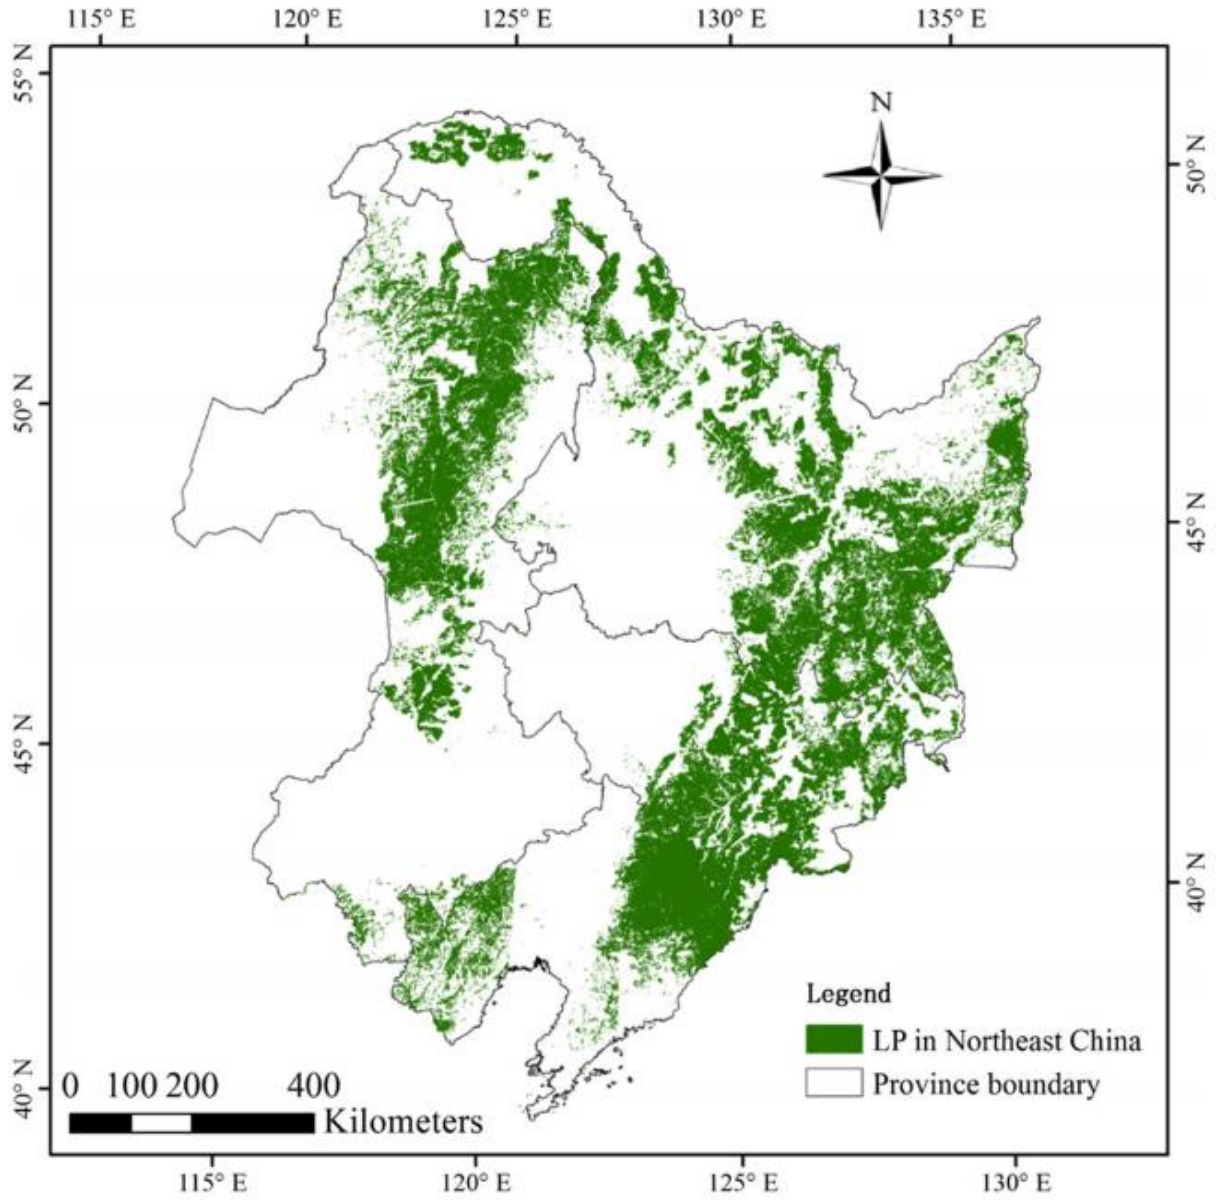 115° E 120° E 125° E 130° E 135° E
55° N
N
50° N
50° N
45° N
45° N
40° N
Legend
LP in Northeast China
Province boundary
40° N
0 100 200 400
Kilometers
115° E 120° E 125° E 130° E